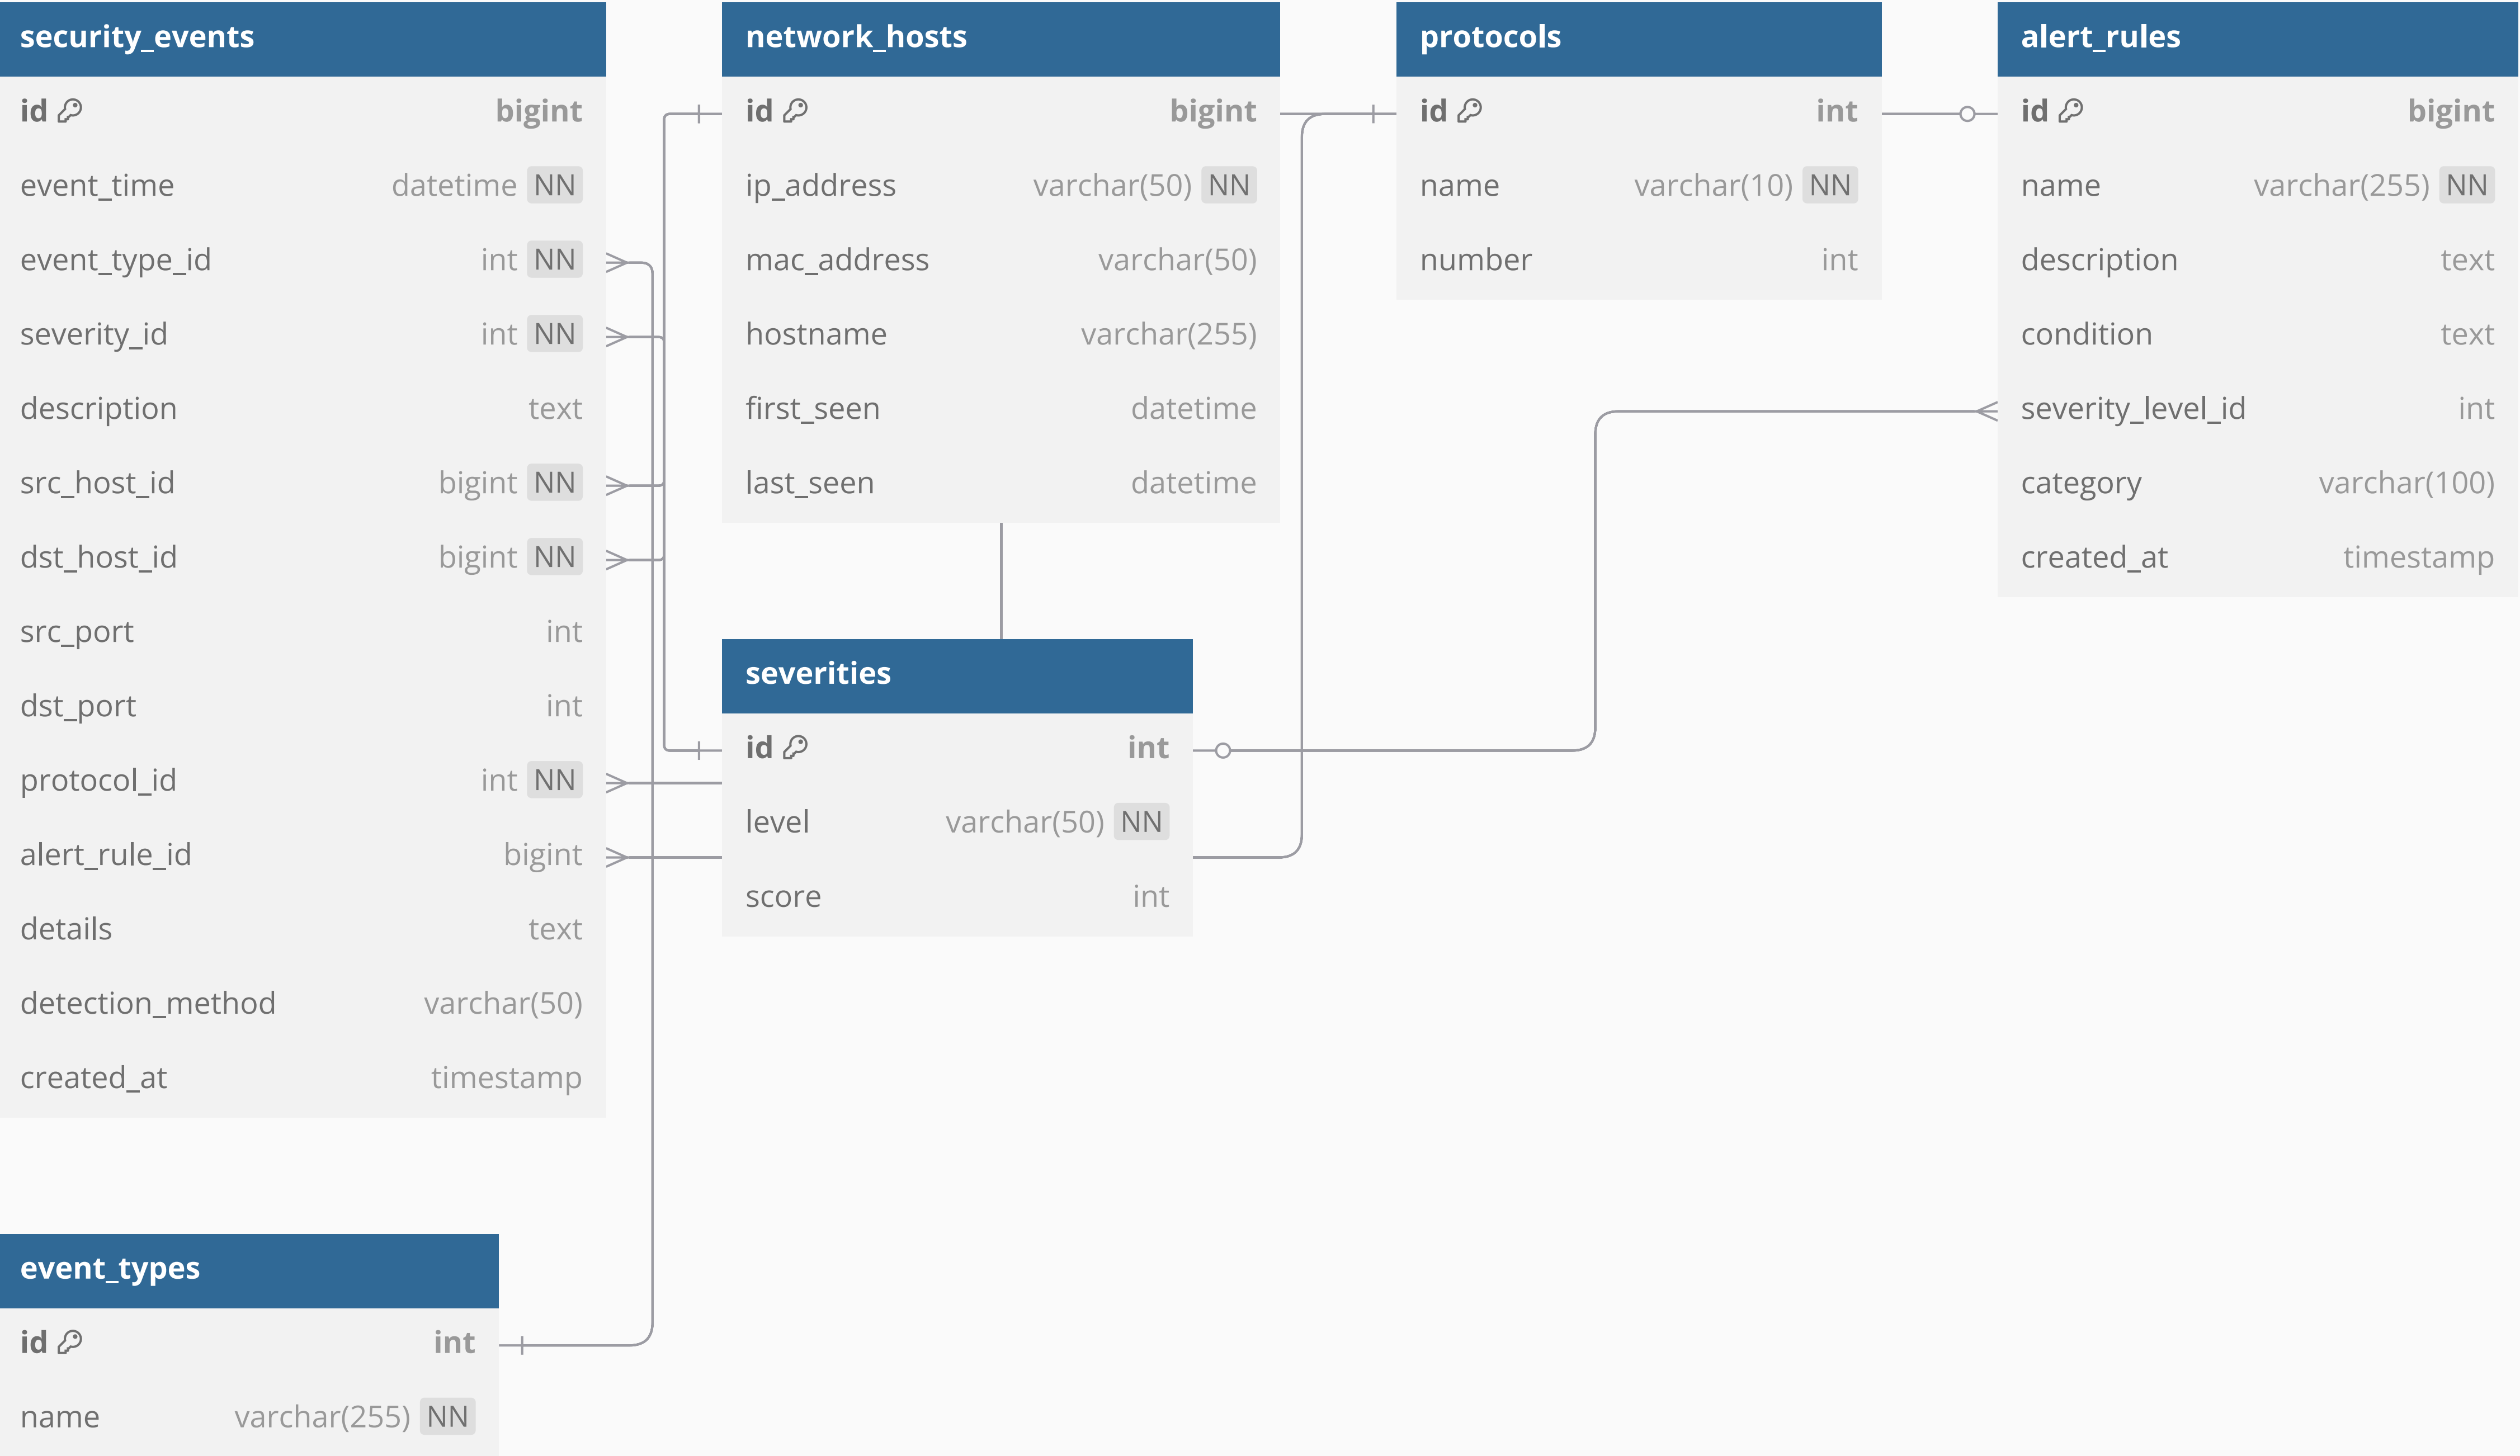 security_events
id bigint
event_time datetime NN
event_type_id int NN
severity_id int NN
description text
src_host_id bigint NN
dst_host_id bigint NN
src_port int
dst_port int
protocol_id int NN
alert_rule_id bigint
details text
detection_method varchar(50)
created_at timestamp
network_hosts
id bigint
ip_address varchar(50) NN
mac_address varchar(50)
hostname varchar(255)
first_seen datetime
last_seen datetime
protocols
id int
name varchar(10) NN
number int
alert_rules
id bigint
name varchar(255) NN
description text
condition text
severity_level_id int
category varchar(100)
created_at timestamp
severities
id int
level varchar(50) NN
score int
event_types
id int
name varchar(255) NN